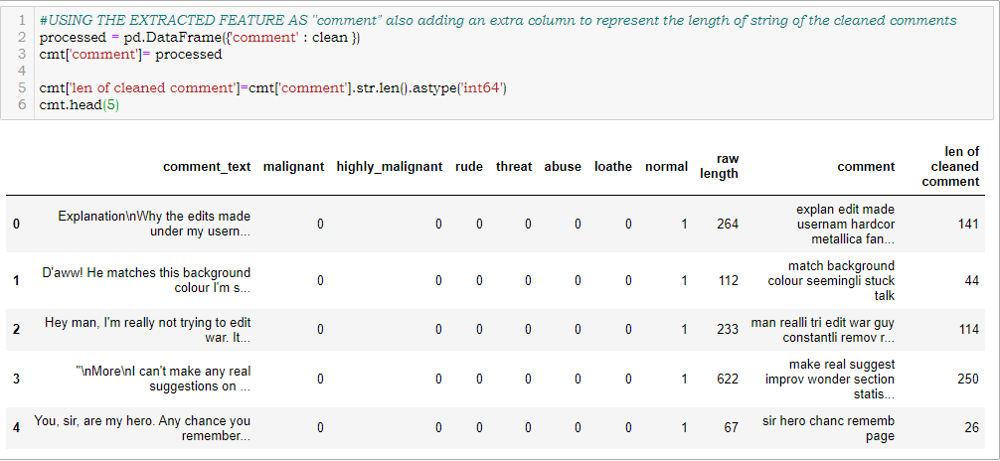 1 #USING THE EXTRACTED FEATURE AS "comment" also adding an extra column to represent the length of string of the cleaned comments
2 processed = pd.DataFrame({'comment' : clean })
3 cmt['comment']= processed
4
5 cmt['len of cleaned comment']=cmt['comment'].str.len().astype('int64')
6 cmt.head(5)
comment_text malignant highly_malignant rude threat abuse loathe normal raw length comment len of cleaned comment
0 Explanation\nWhy the edits made under my usern... 0 0 0 0 0 0 1 264 explan edit made usernam hardcor metallica fan... 141
1 D'aww! He matches this background colour I'm s... 0 0 0 0 0 0 1 112 match background colour seemingli stuck talk 44
2 Hey man, I'm really not trying to edit war. It... 0 0 0 0 0 0 1 233 man realli tri edit war guy constantli remov r... 114
3 "\nMore\nI can't make any real suggestions on ... 0 0 0 0 0 0 1 622 make real suggest improv wonder section statis... 250
4 You, sir, are my hero. Any chance you remember... 0 0 0 0 0 0 1 67 sir hero chanc rememb page 26